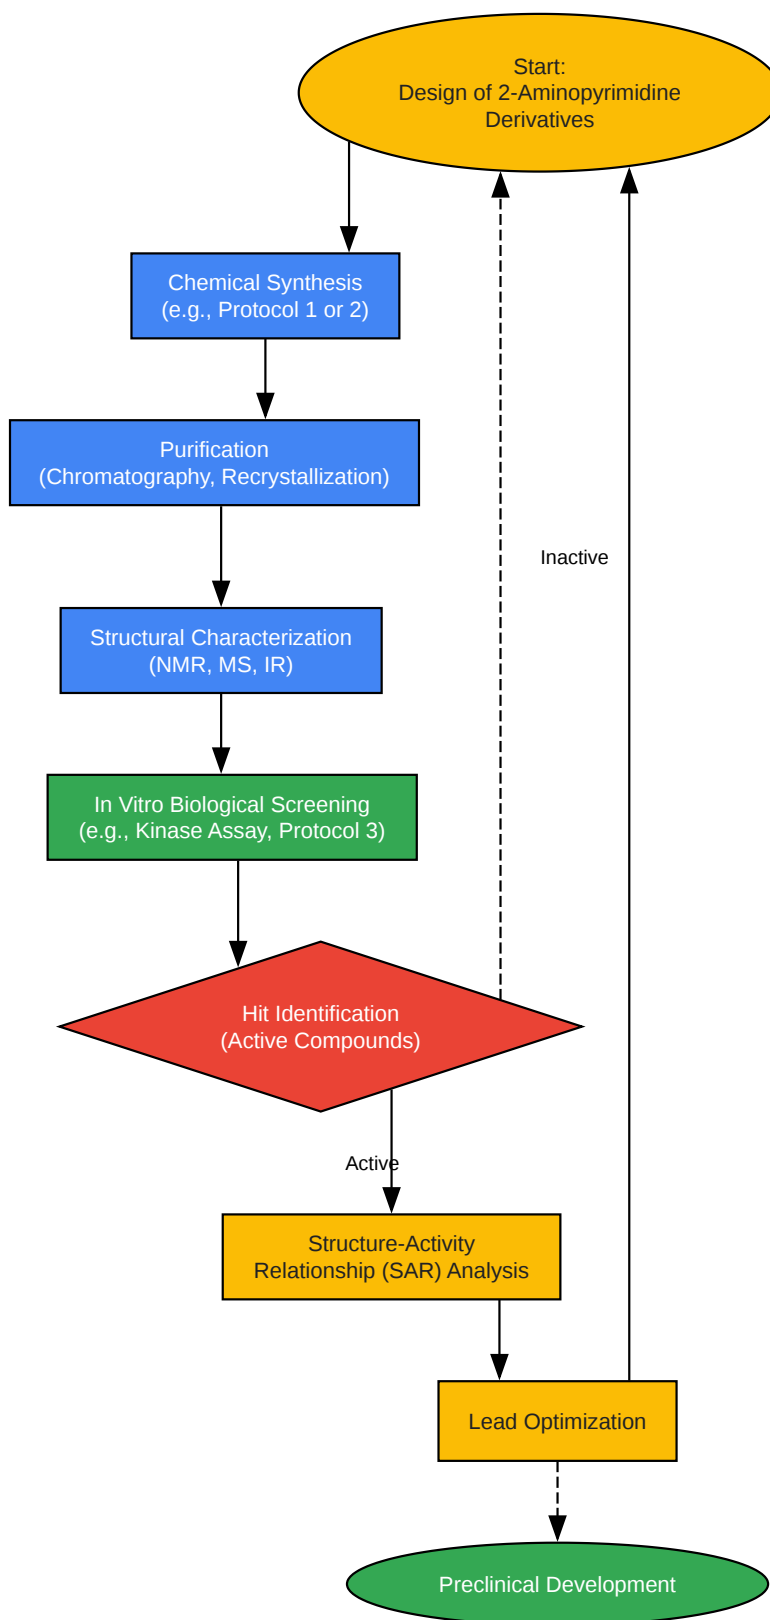 Start:
Design of 2-Aminopyrimidine
Derivatives
Chemical Synthesis
(e.g., Protocol 1 or 2)
Purification
(Chromatography, Recrystallization)
Inactive
Structural Characterization
(NMR, MS, IR)
In Vitro Biological Screening
(e.g., Kinase Assay, Protocol 3)
Hit Identification
(Active Compounds)
Active
Structure-Activity
Relationship (SAR) Analysis
Lead Optimization
Preclinical Development